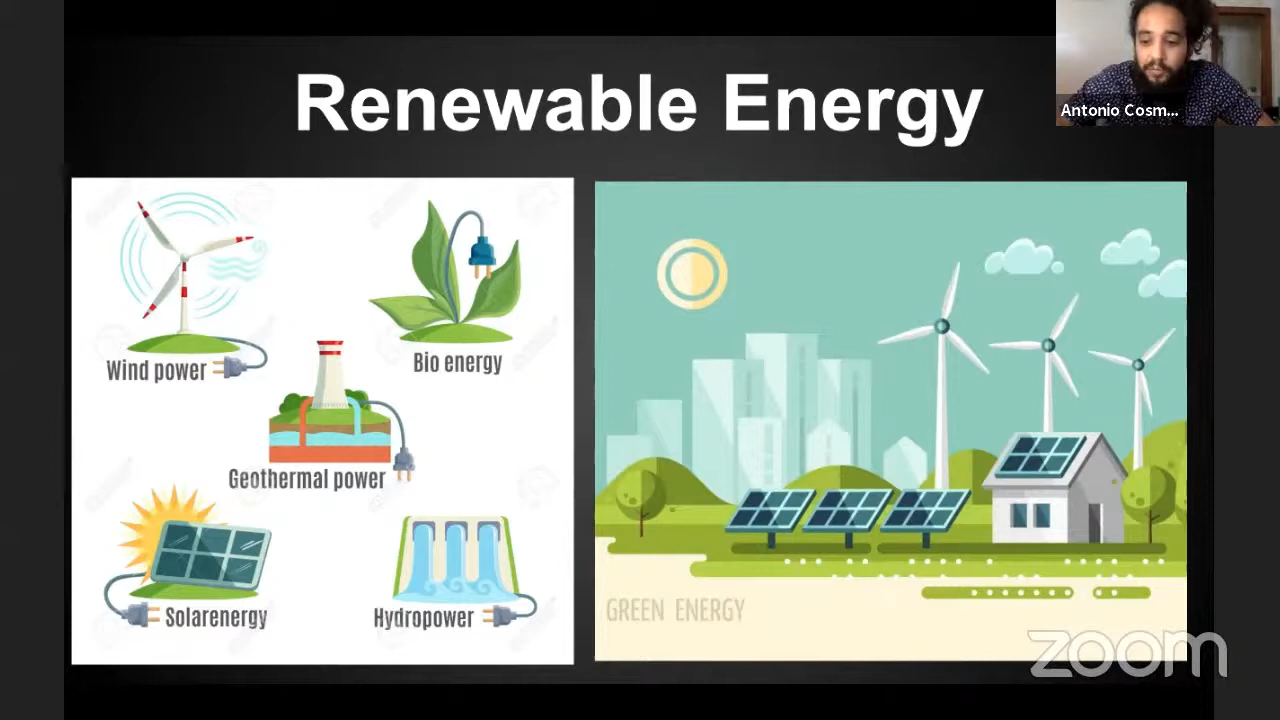 Renewable Energy
Antonio Cosm...
Wind power
Bio energy
Geothermal power
Solarenergy
Hydropower
GREEN ENERGY
zoom